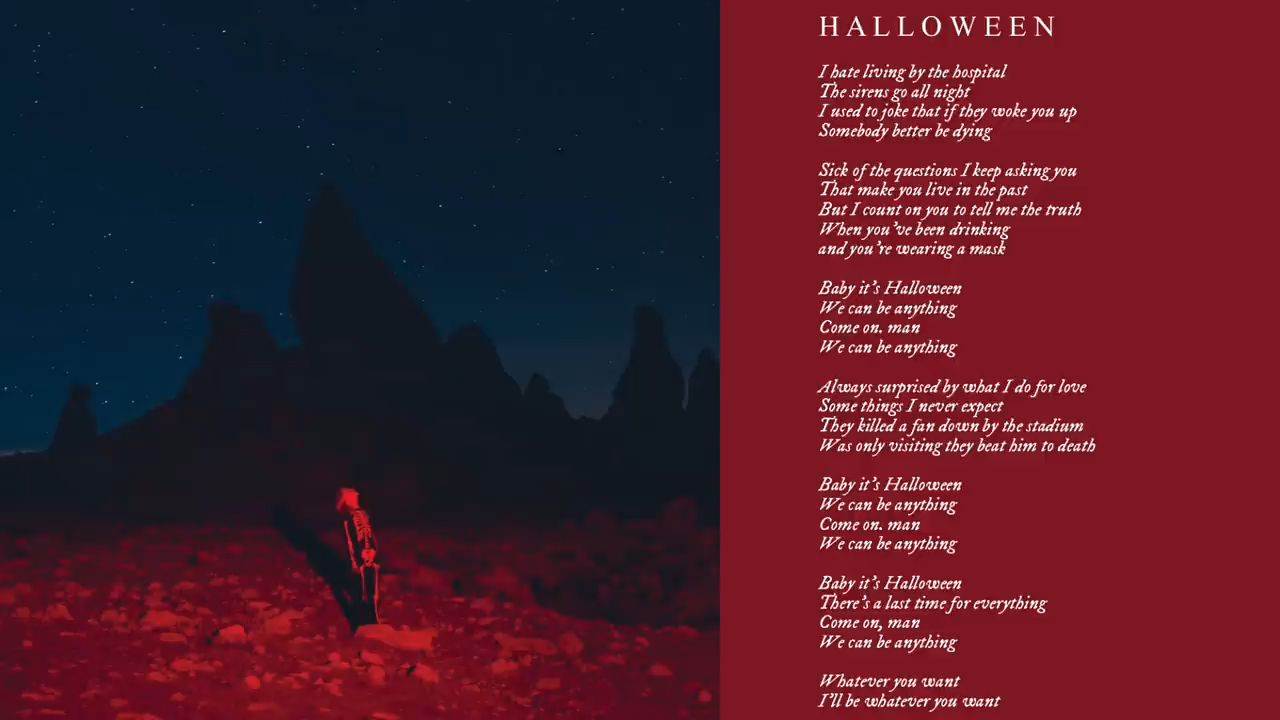 HALLOWEEN
I hate living by the hospital
The sirens go all night
I used to joke that if they woke you up
Somebody better be dying
Sick of the questions I keep asking you
That make you live in the past
But I count on you to tell me the truth
When you've been drinking
and you're wearing a mask
Baby it's Halloween
We can be anything
Come on. man
We can be anything
Always surprised by what I do for love
Some things I never expect
They killed a fan down by the stadium
Was only visiting they beat him to death
Baby it's Halloween
We can be anything
Come on. man
We can be anything
Baby it's Halloween
There's a last time for everything
Come on, man
We can be anything
Whatever you want
I'll be whatever you want